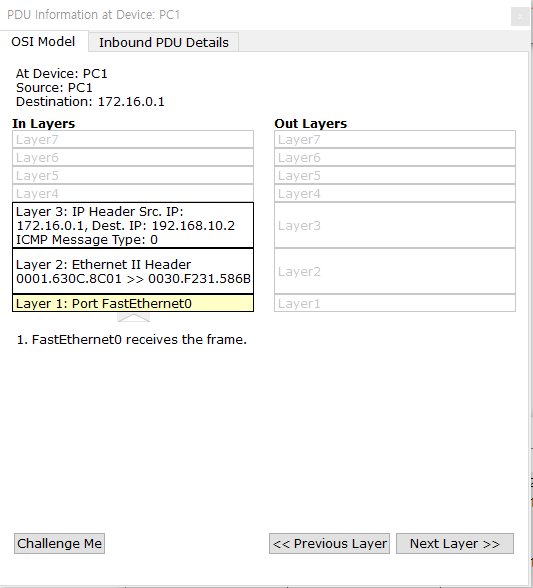 PDU Information at Device: PC1
OSI Model
Inbound PDU Details
At Device: PC1
Source: PC1
Destination: 172.16.0.1
In Layers
Layer7
Layer6
Layer5
Layer4
Layer 3: IP Header Src. IP:
172.16.0.1, Dest. IP: 192.168.10.2
ICMP Message Type: 0
Layer 2: Ethernet II Header
0001.630C.8C01 >> 0030.F231.586B
Layer 1: Port FastEthernet0
Out Layers
Layer7
Layer6
Layer5
Layer4
Layer3
Layer2
Layer1
1. FastEthernet0 receives the frame.
Challenge Me
<< Previous Layer
Next Layer >>